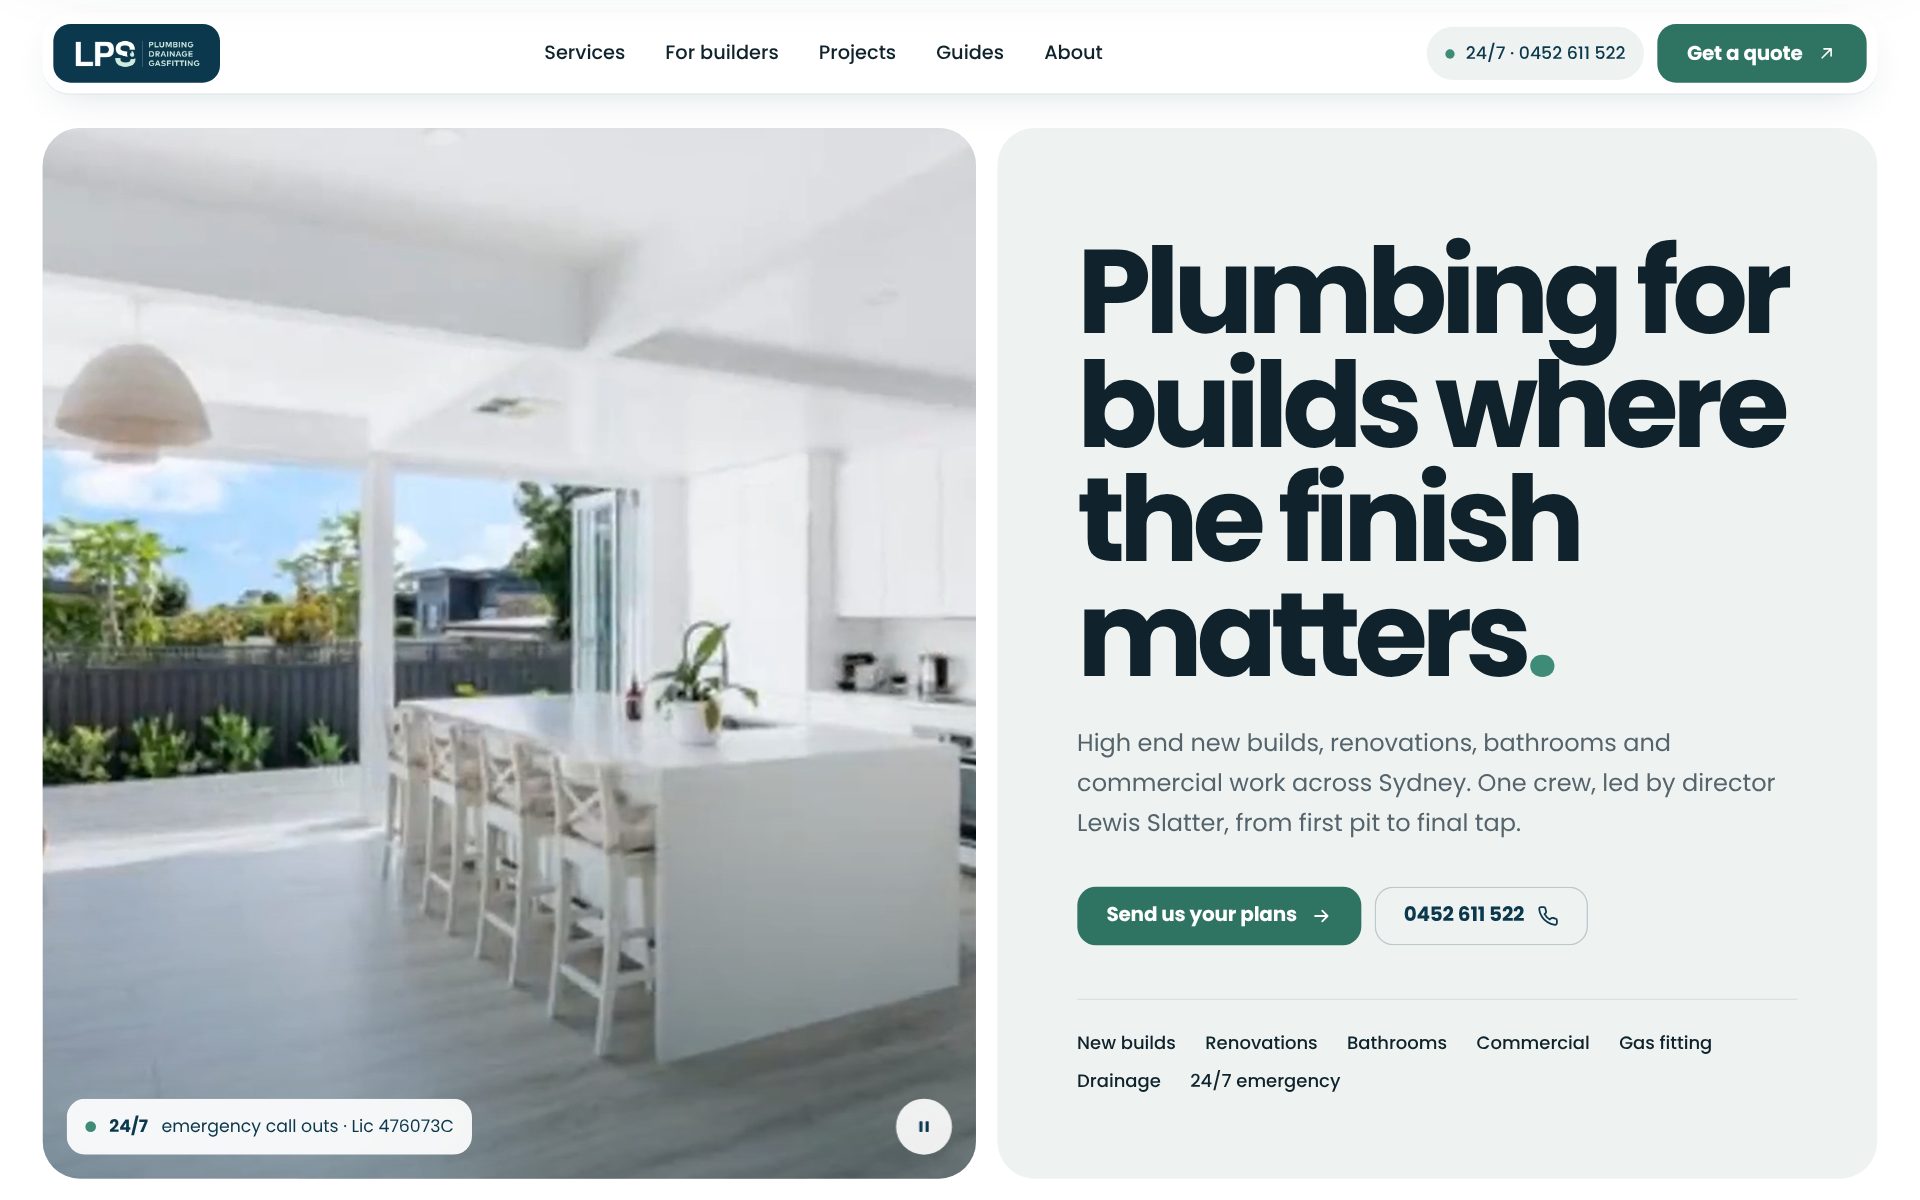 LPS PLUMBING
DRAINAGE
GASFITTING
Services
For builders
Projects
Guides
About
24/7 · 0452 611 522
Get a quote
Plumbing for
builds where
the finish
matters.
High end new builds, renovations, bathrooms and
commercial work across Sydney. One crew, led by director
Lewis Slatter, from first pit to final tap.
Send us your plans
0452 611 522
New builds
Renovations
Bathrooms
Commercial
Gas fitting
Drainage
24/7 emergency
24/7 emergency call outs · Lic 476073C